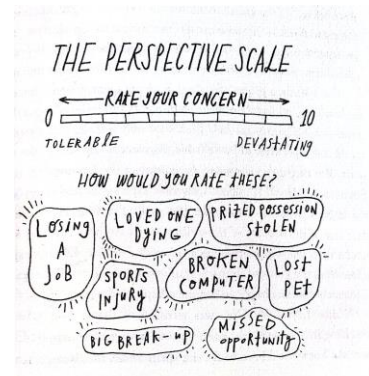 THE PERSPECTIVE SCALE
RATE YOUR CONCERN
0 10
TOLERABLE DEVASTATING
HOW WOULD YOU RATE THESE?
LOSING
A
JOB
LOVED ONE
DYING
PRIZED POSSESSION
STOLEN
SPORTS
INJURY
BROKEN
COMPUTER
LOST
PET
BIG BREAK-UP
MISSED
opportunity